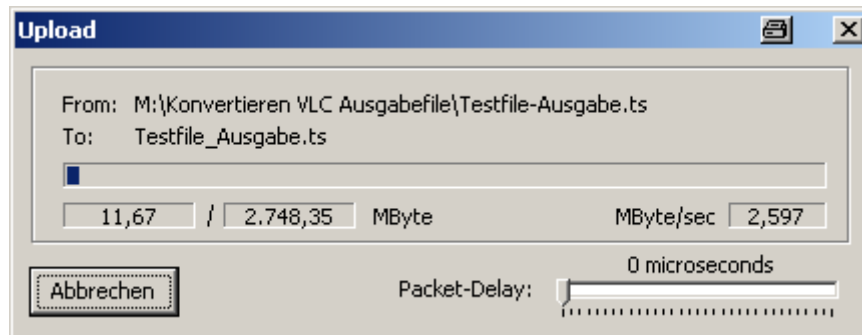 Upload
From: M:\Konvertieren VLC Ausgabefile\Testfile-Ausgabe.ts
To: Testfile_Ausgabe.ts
11,67 / 2.748,35 MByte MByte/sec 2,597
0 microseconds
Abbrechen Packet-Delay: